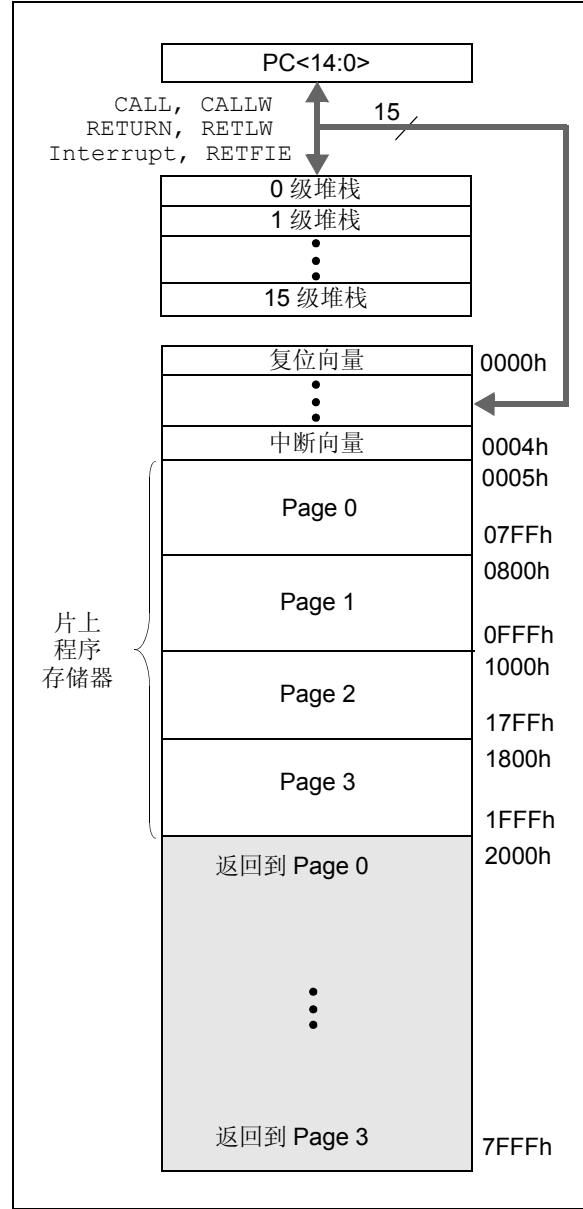 PC<14:0>
CALL, CALLW
RETURN, RETLW
Interrupt, RETFIE
15
0 级堆栈
1 级堆栈
15 级堆栈
复位向量
0000h
中断向量
0004h
0005h
Page 0
07FFh
0800h
Page 1
0FFFh
片上
程序
存储器
1000h
Page 2
17FFh
1800h
Page 3
1FFFh
2000h
返回到 Page 0
返回到 Page 3
7FFFh